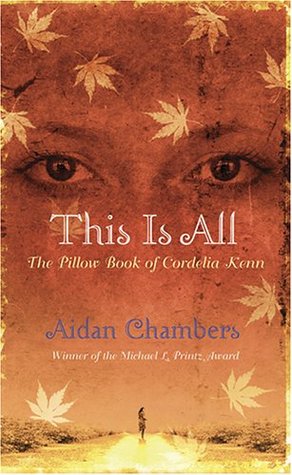 This Is All
The Pillow Book of Cordelia Kenn
Aidan Chambers
Winner of the Michael L. Printz Award